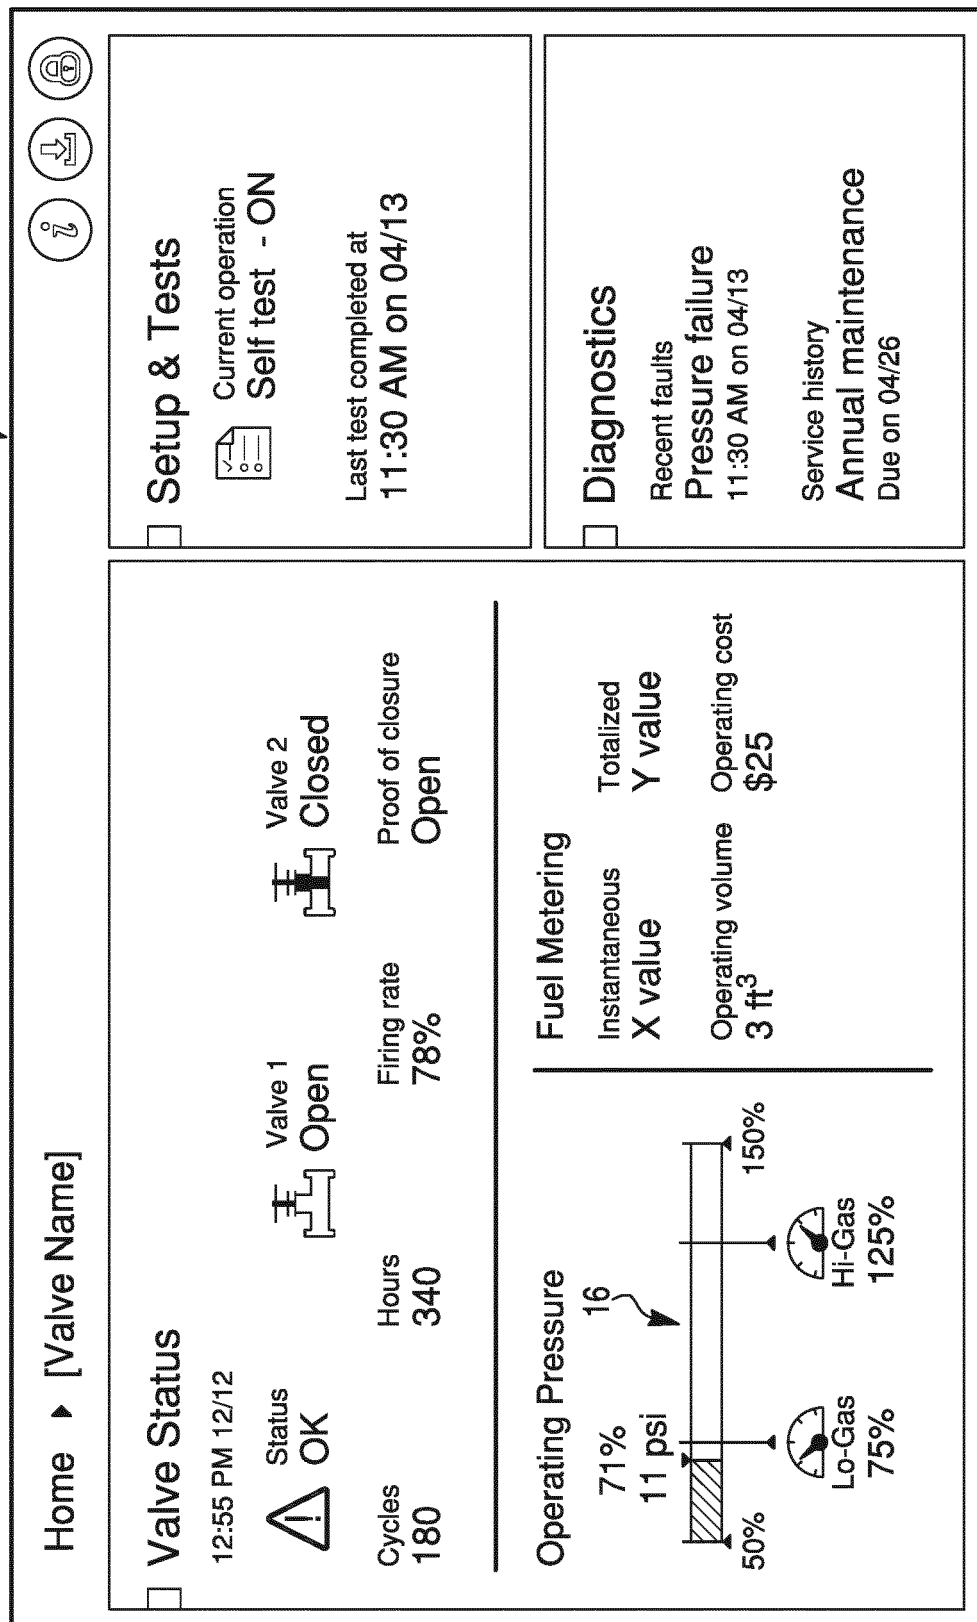 Home ▸ [Valve Name]
i
Valve Status
12:55 PM 12/12
Status
OK
Valve 1
Open
Valve 2
Closed
Cycles
180
Hours
340
Firing rate
78%
Proof of closure
Open
Operating Pressure
71%
11 psi
16
50%
150%
Lo-Gas
75%
Hi-Gas
125%
Fuel Metering
Instantaneous
X value
Totalized
Y value
Operating volume
3 ft³
Operating cost
$25
Setup & Tests
Current operation
Self test - ON
Last test completed at
11:30 AM on 04/13
Diagnostics
Recent faults
Pressure failure
11:30 AM on 04/13
Service history
Annual maintenance
Due on 04/26